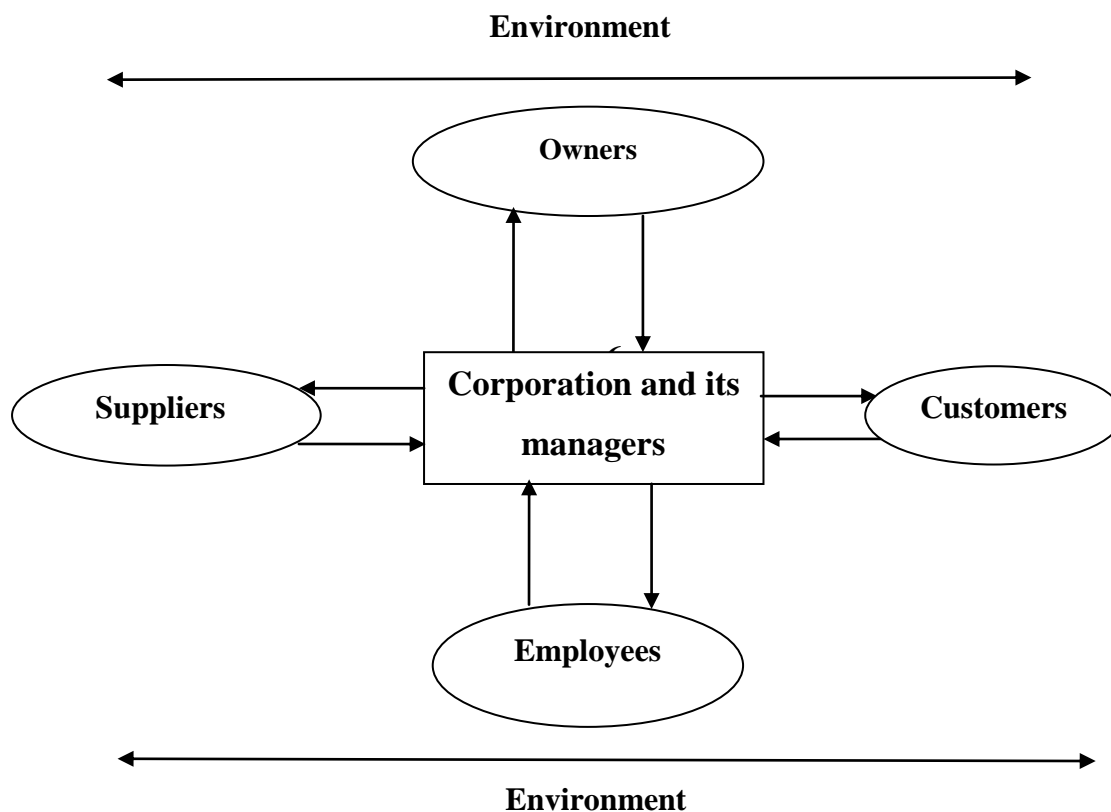 Environment
Owners
Suppliers
Corporation and its
managers
Customers
Employees
Environment